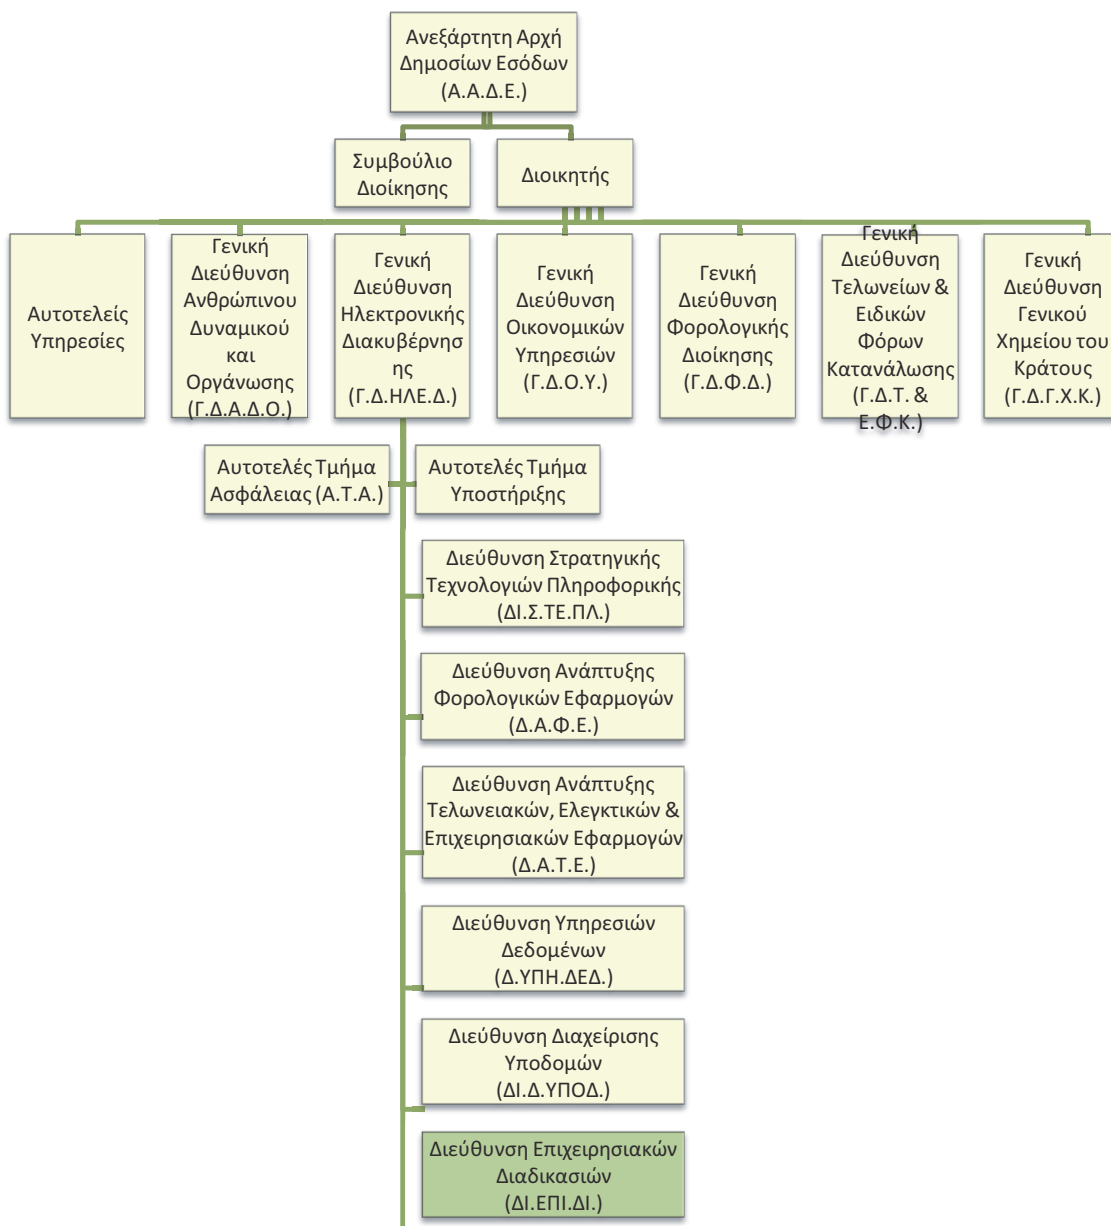 Ανεξάρτητη Αρχή
Δημοσίων Εσόδων
(Α.Α.Δ.Ε.)
Συμβούλιο
Διοίκησης
Διοικητής
Αυτοτελείς
Υπηρεσίες
Γενική
Διεύθυνση
Ανθρώπινου
Δυναμικού
και
Οργάνωσης
(Γ.Δ.Α.Δ.Ο.)
Γενική
Διεύθυνση
Ηλεκτρονικής
Διακυβέρνησ
ης
(Γ.Δ.ΗΛΕ.Δ.)
Γενική
Διεύθυνση
Οικονομικών
Υπηρεσιών
(Γ.Δ.Ο.Υ.)
Γενική
Διεύθυνση
Φορολογικής
Διοίκησης
(Γ.Δ.Φ.Δ.)
Γενική
Διεύθυνση
Τελωνείων &
Ειδικών
Φόρων
Κατανάλωσης
(Γ.Δ.Τ. &
Ε.Φ.Κ.)
Γενική
Διεύθυνση
Γενικού
Χημείου του
Κράτους
(Γ.Δ.Γ.Χ.Κ.)
Αυτοτελές Τμήμα
Ασφάλειας (Α.Τ.Α.)
Αυτοτελές Τμήμα
Υποστήριξης
Διεύθυνση Στρατηγικής
Τεχνολογιών Πληροφορικής
(ΔΙ.Σ.ΤΕ.ΠΛ.)
Διεύθυνση Ανάπτυξης
Φορολογικών Εφαρμογών
(Δ.Α.Φ.Ε.)
Διεύθυνση Ανάπτυξης
Τελωνειακών, Ελεγκτικών &
Επιχειρησιακών Εφαρμογών
(Δ.Α.Τ.Ε.)
Διεύθυνση Υπηρεσιών
Δεδομένων
(Δ.ΥΠΗ.ΔΕΔ.)
Διεύθυνση Διαχείρισης
Υποδομών
(ΔΙ.Δ.ΥΠΟΔ.)
Διεύθυνση Επιχειρησιακών
Διαδικασιών
(ΔΙ.ΕΠΙ.ΔΙ.)